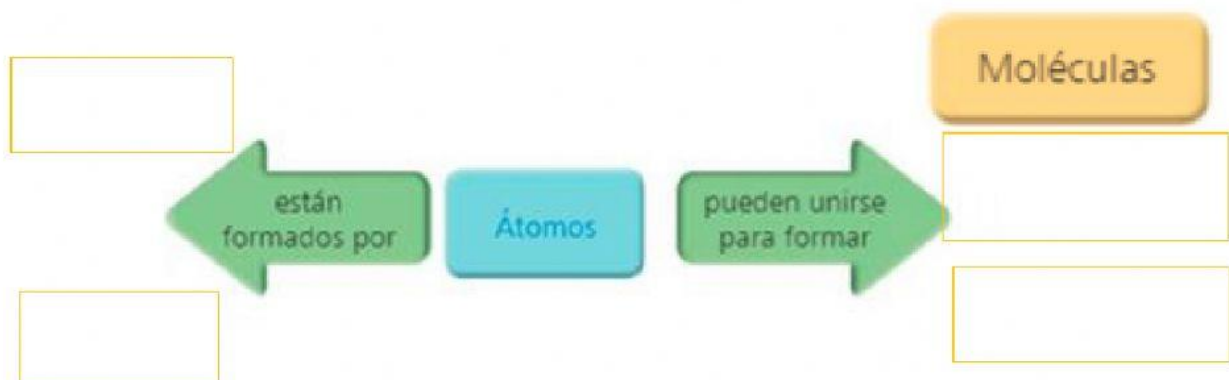 Moléculas
están
formados por
Átomos
pueden unirse
para formar